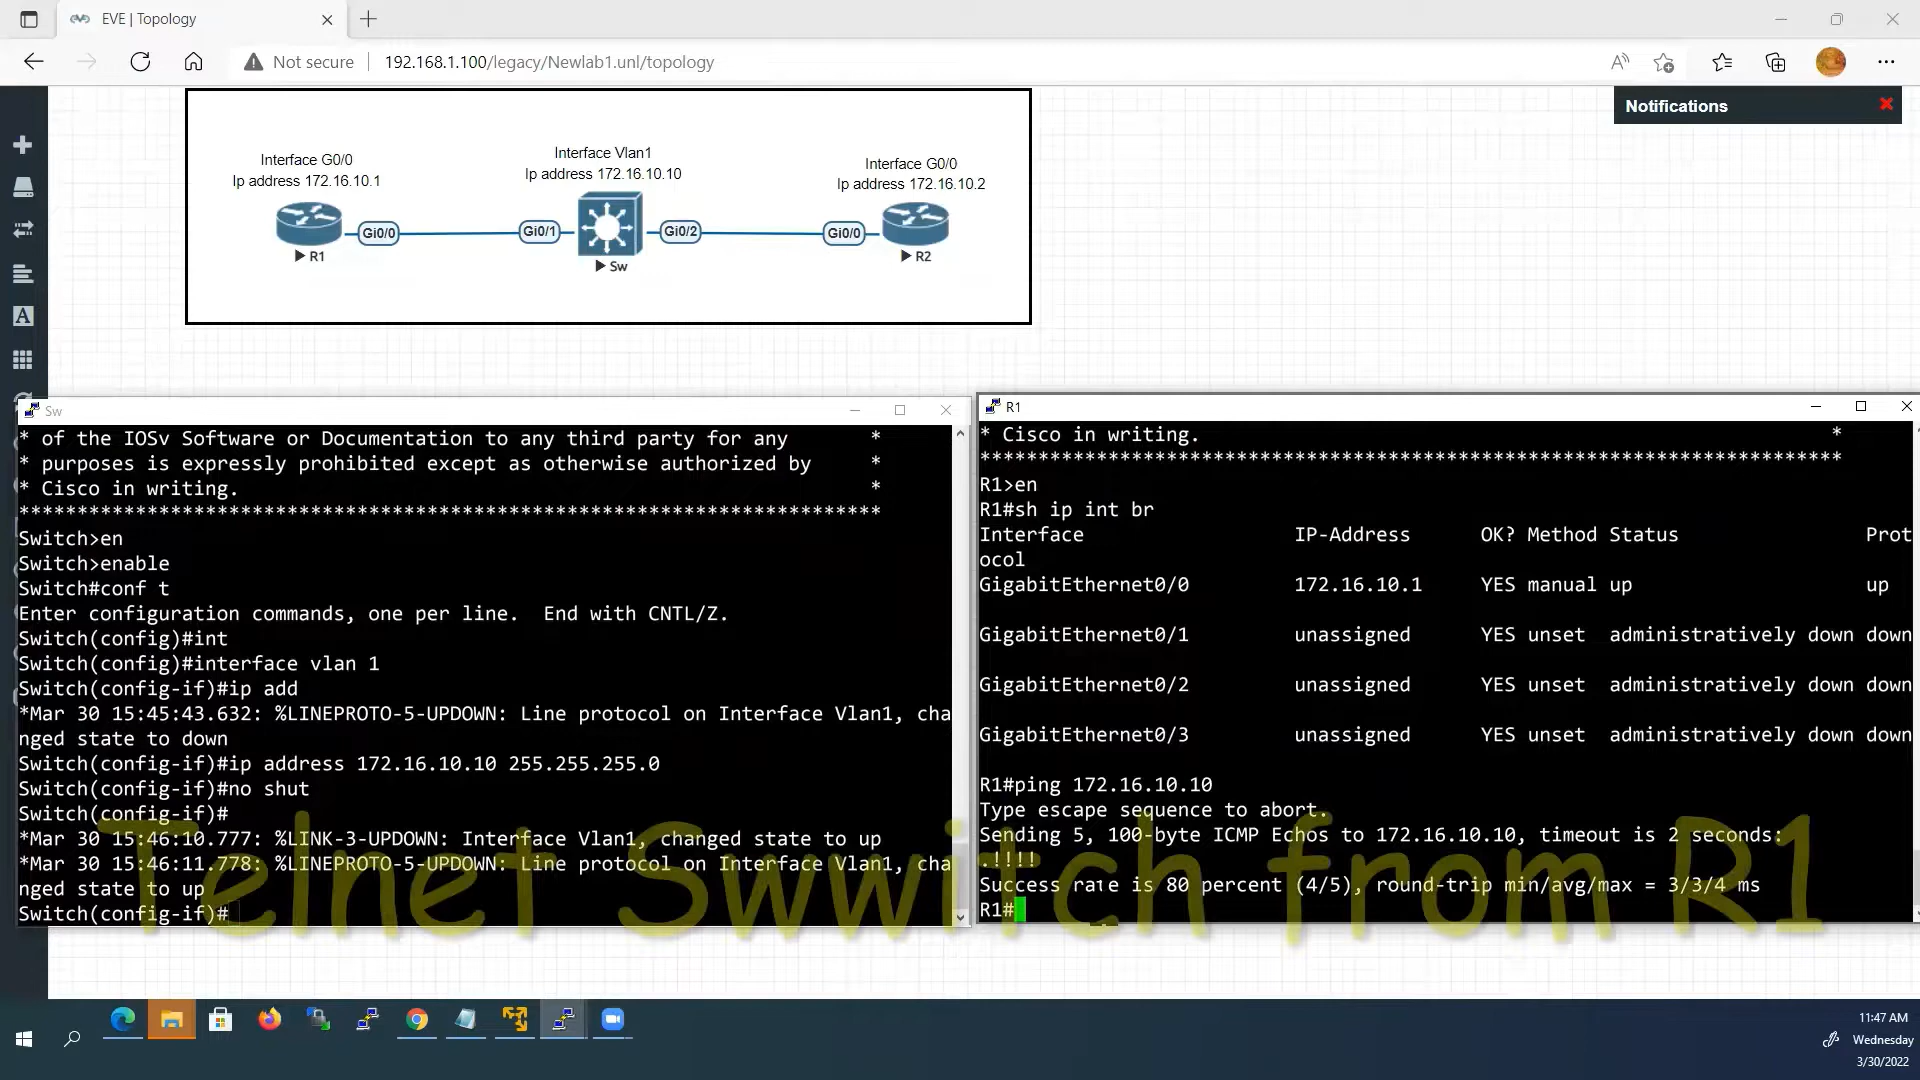 EVE | Topology
Not secure
192.168.1.100/legacy/Newlab1.unl/topology
Notifications
Interface G0/0
Ip address 172.16.10.1
Interface Vlan1
Ip address 172.16.10.10
Interface G0/0
Ip address 172.16.10.2
Gi0/0
Gi0/1
Gi0/2
Gi0/0
R1
Sw
R2
Sw
* of the IOSv Software or Documentation to any third party for any *
* purposes is expressly prohibited except as otherwise authorized by *
* Cisco in writing. *
**************************************************************************
Switch>en
Switch>enable
Switch#conf t
Enter configuration commands, one per line.  End with CNTL/Z.
Switch(config)#int
Switch(config)#interface vlan 1
Switch(config-if)#ip add
*Mar 30 15:45:43.632: %LINEPROTO-5-UPDOWN: Line protocol on Interface Vlan1, cha
nged state to down
Switch(config-if)#ip address 172.16.10.10 255.255.255.0
Switch(config-if)#no shut
Switch(config-if)#
*Mar 30 15:46:10.777: %LINK-3-UPDOWN: Interface Vlan1, changed state to up
*Mar 30 15:46:11.778: %LINEPROTO-5-UPDOWN: Line protocol on Interface Vlan1, cha
nged state to up
Switch(config-if)#
R1
* Cisco in writing. *
**************************************************************************
R1>en
R1#sh ip int br
Interface IP-Address OK? Method Status Prot
ocol
GigabitEthernet0/0 172.16.10.1 YES manual up up
GigabitEthernet0/1 unassigned YES unset administratively down down
GigabitEthernet0/2 unassigned YES unset administratively down down
GigabitEthernet0/3 unassigned YES unset administratively down down
R1#ping 172.16.10.10
Type escape sequence to abort.
Sending 5, 100-byte ICMP Echos to 172.16.10.10, timeout is 2 seconds:
.!!!!
Success rate is 80 percent (4/5), round-trip min/avg/max = 3/3/4 ms
R1#
Telnet Swwitch from R1
11:47 AM
Wednesday
3/30/2022